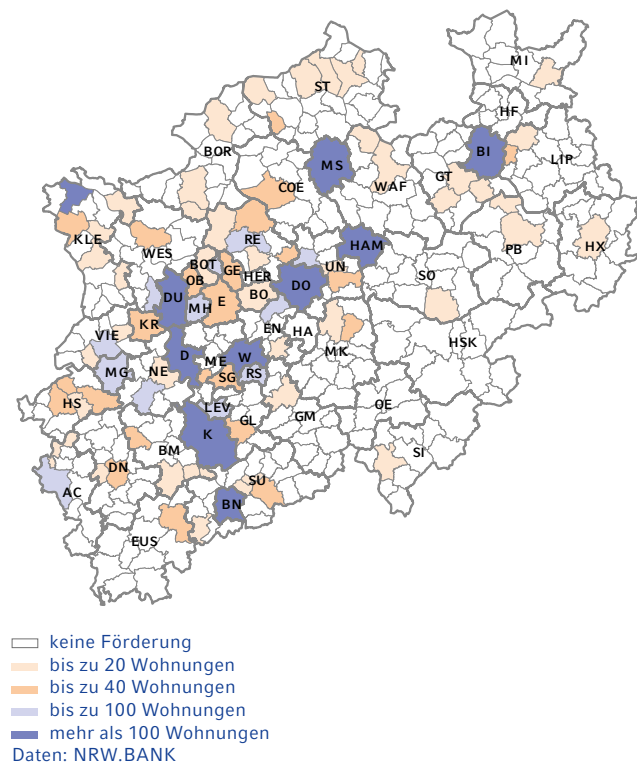 MI
ST
HF
BI
BOR
LIP
MS
COE
WAF
GT
KLE
RE
HAM
PB
HX
WES
BOT
GE
HER
UN
SO
OB
DU
BO
DO
MH
E
KR
EN
HA
VIE
MK
HSK
D
ME
W
MG
NE
SG
RS
HS
LEV
OE
GL
GM
K
BM
SI
DN
SU
AC
BN
EUS
keine Förderung
bis zu 20 Wohnungen
bis zu 40 Wohnungen
bis zu 100 Wohnungen
mehr als 100 Wohnungen
Daten: NRW.BANK